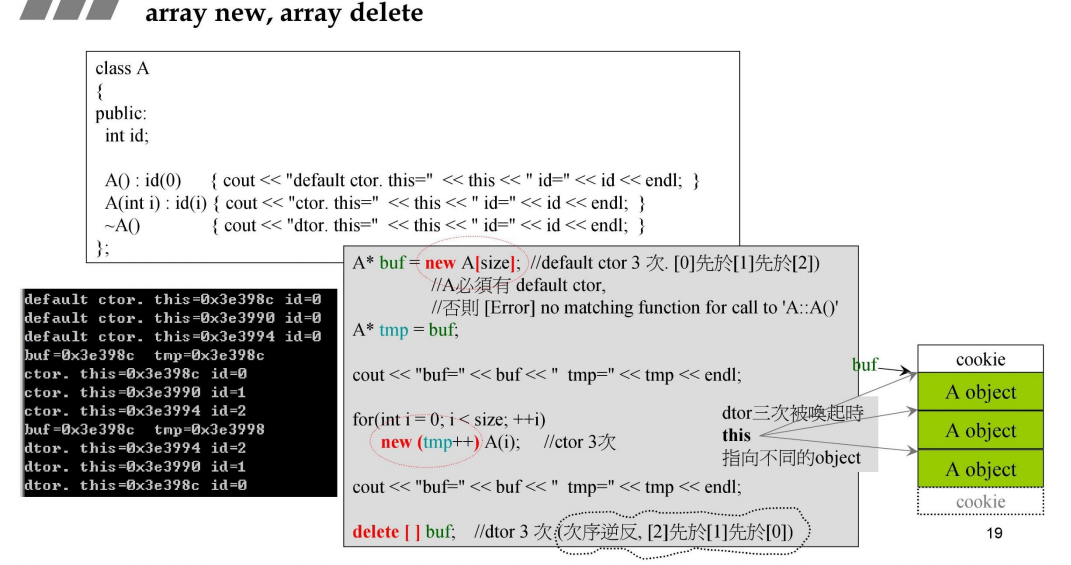 array new, array delete
class A
{
public:
int id;
A() : id(0) { cout << "default ctor. this=" << this << " id=" << id << endl; }
A(int i) : id(i) { cout << "ctor. this=" << this << " id=" << id << endl; }
~A() { cout << "dtor. this=" << this << " id=" << id << endl; }
};
default ctor. this=0x3e398c id=0
default ctor. this=0x3e3990 id=0
default ctor. this=0x3e3994 id=0
buf=0x3e398c tmp=0x3e398c
ctor. this=0x3e398c id=0
ctor. this=0x3e3990 id=1
ctor. this=0x3e3994 id=2
buf=0x3e398c tmp=0x3e3998
dtor. this=0x3e3994 id=2
dtor. this=0x3e3990 id=1
dtor. this=0x3e398c id=0
A* buf = new A[size]; //default ctor 3 次. [0]先於[1]先於[2])
//A必須有 default ctor,
//否則 [Error] no matching function for call to 'A::A()'
A* tmp = buf;
cout << "buf=" << buf << " tmp=" << tmp << endl;
for(int i = 0; i < size; ++i)
new (tmp++) A(i); //ctor 3次
cout << "buf=" << buf << " tmp=" << tmp << endl;
delete [ ] buf; //dtor 3 次 (次序逆反, [2]先於[1]先於[0])
dtor三次被喚起時
this
指向不同的object
buf
cookie
A object
A object
A object
cookie
19